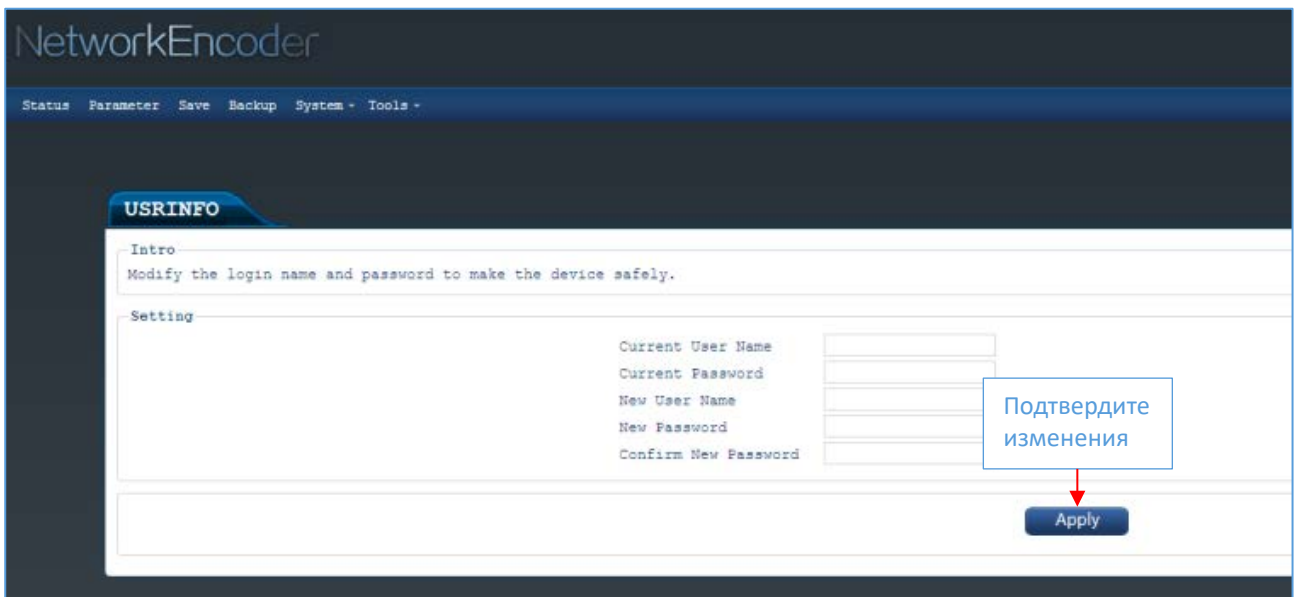 NetworkEncoder
Status Parameter Save Backup System Tools
USRINFO
Intro
Modify the login name and password to make the device safely.
Setting
Current User Name
Current Password
New User Name
New Password
Confirm New Password
Подтвердите
изменения
Apply